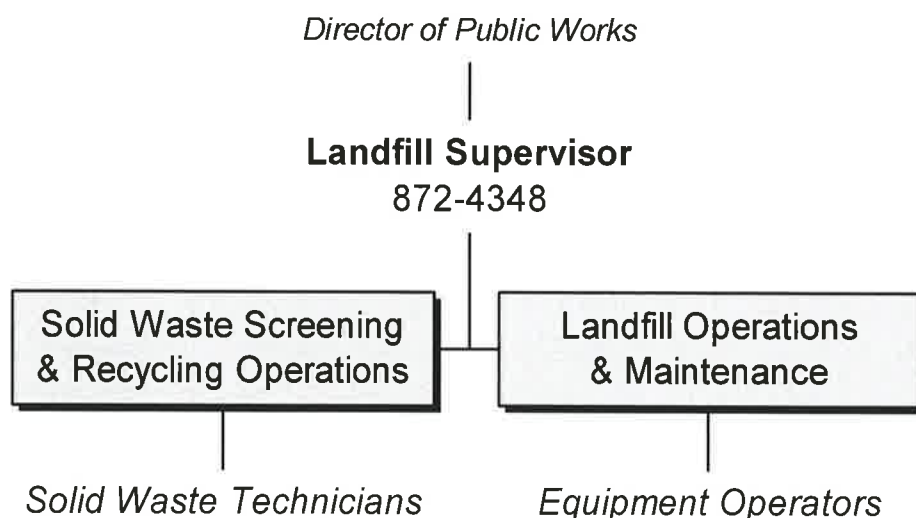 Director of Public Works
Landfill Supervisor
872-4348
Solid Waste Screening
& Recycling Operations
Landfill Operations
& Maintenance
Solid Waste Technicians
Equipment Operators